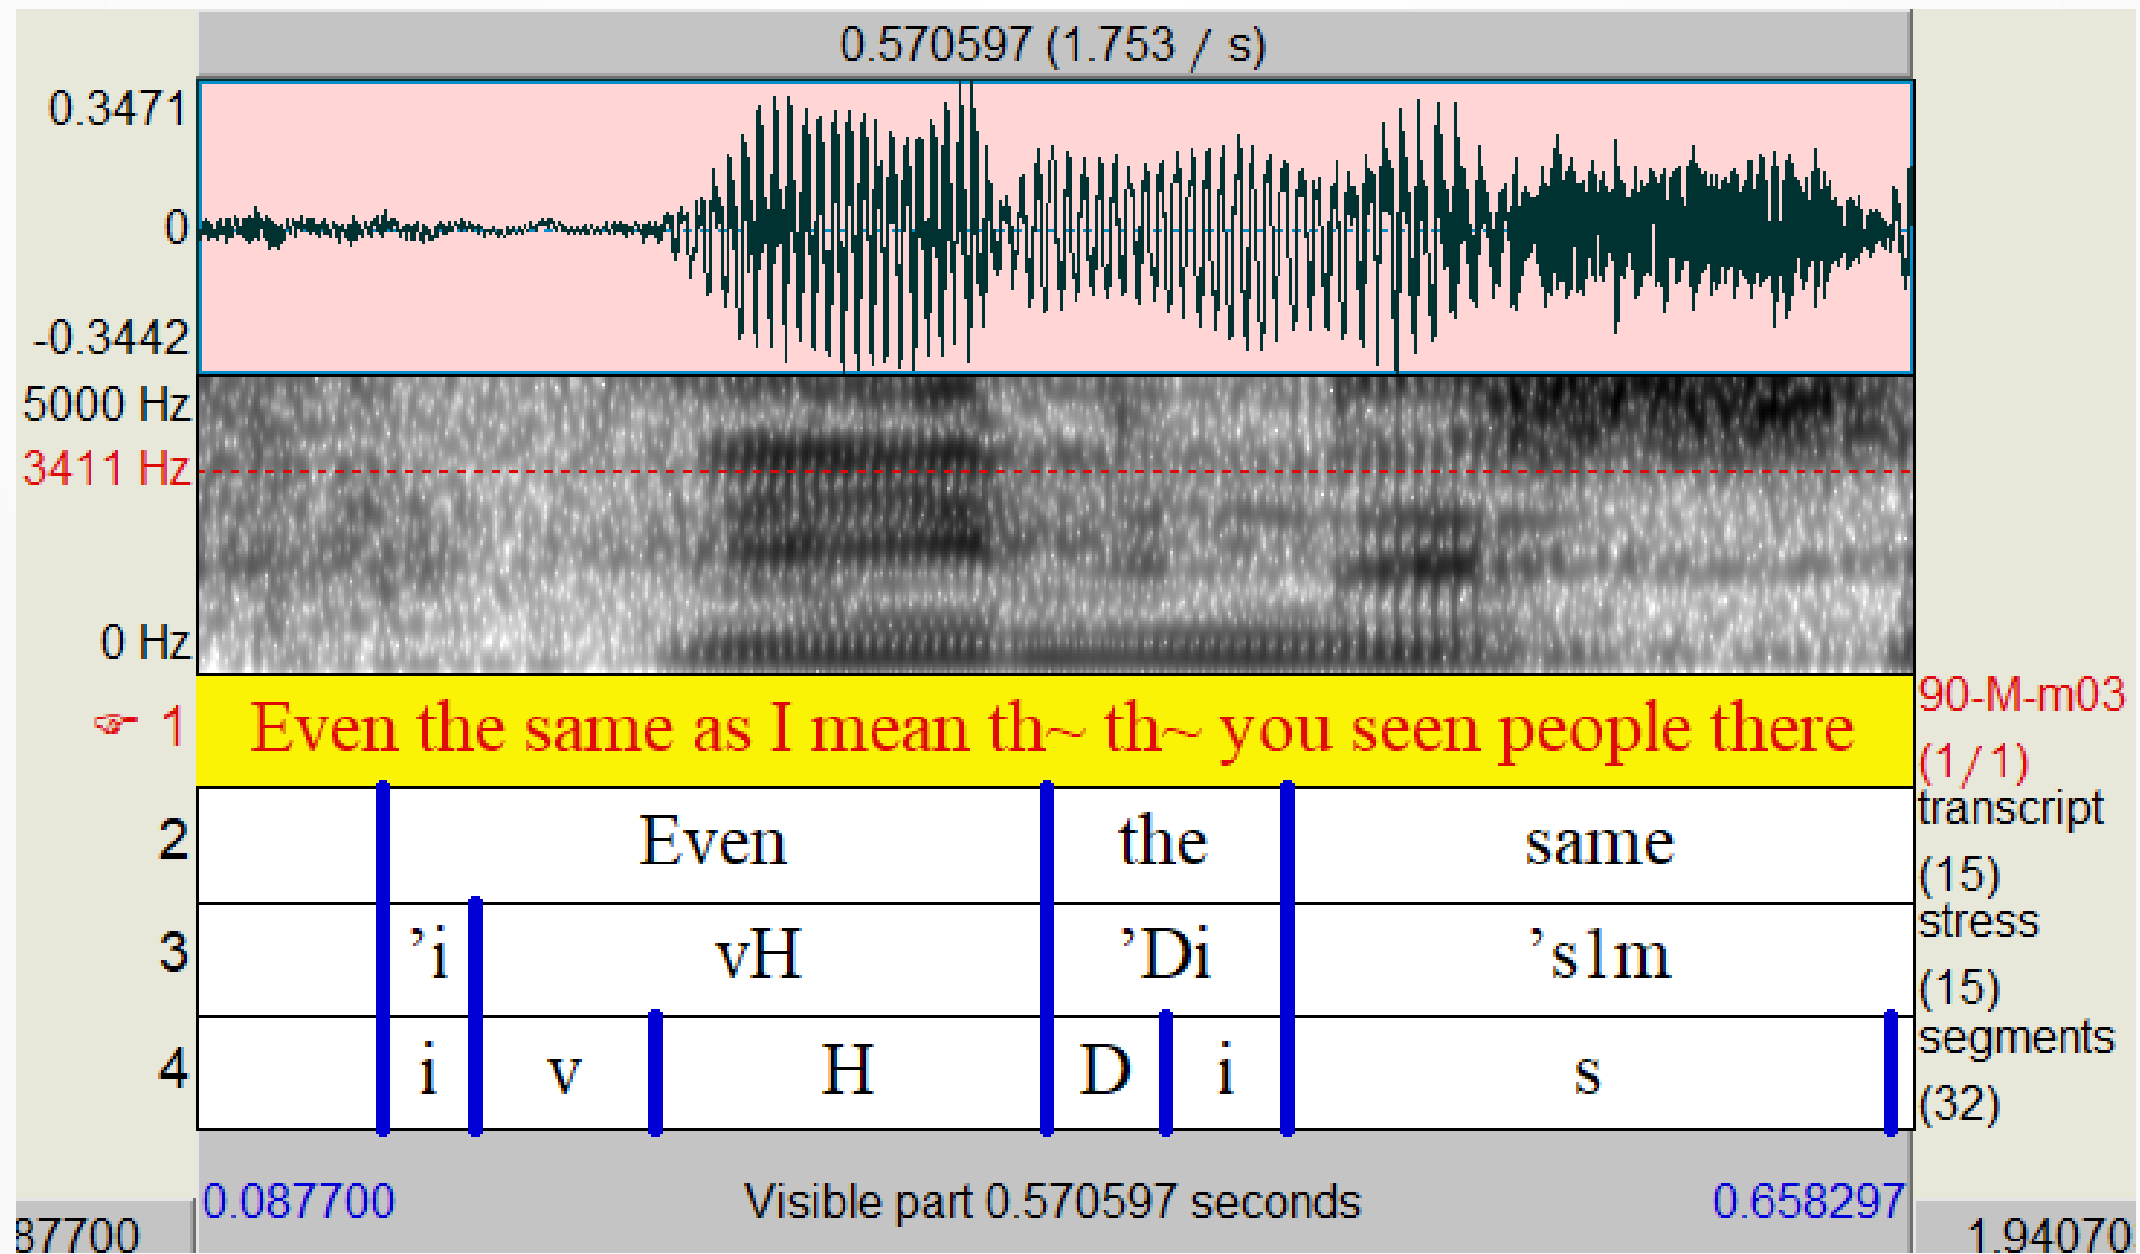 0.570597 (1.753 / s)
0.3471
0
-0.3442
5000 Hz
3411 Hz
0 Hz
☞ 1 Even the same as I mean th~ th~ you seen people there 90-M-m03 (1/1)
2 Even the same transcript (15)
3 'i vH 'Di 's1m stress (15)
4 i v H D i s segments (32)
0.087700 Visible part 0.570597 seconds 0.658297
87700 1.94070